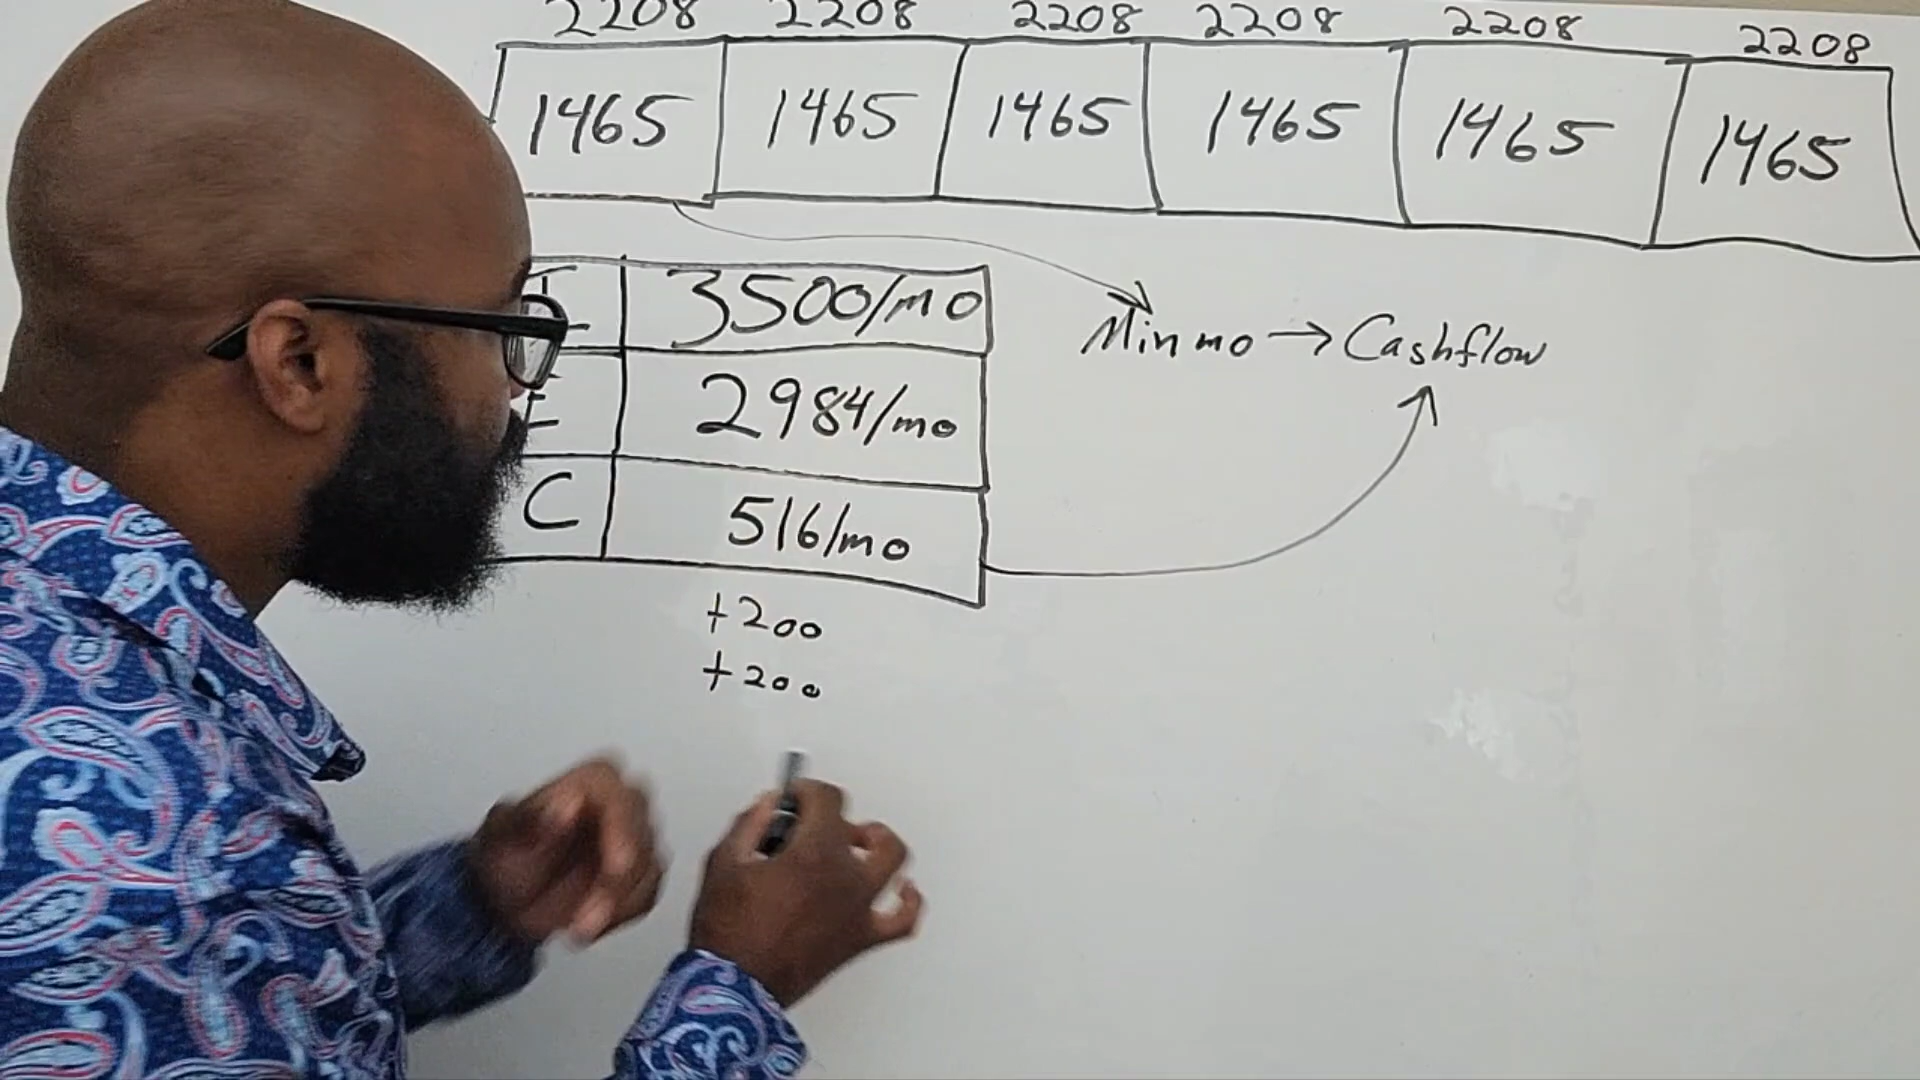 2208 2208 2208 2208 2208 2208
1465 1465 1465 1465 1465 1465
I 3500/mo
E 2984/mo
C 516/mo
+200
+200
Min mo → Cashflow